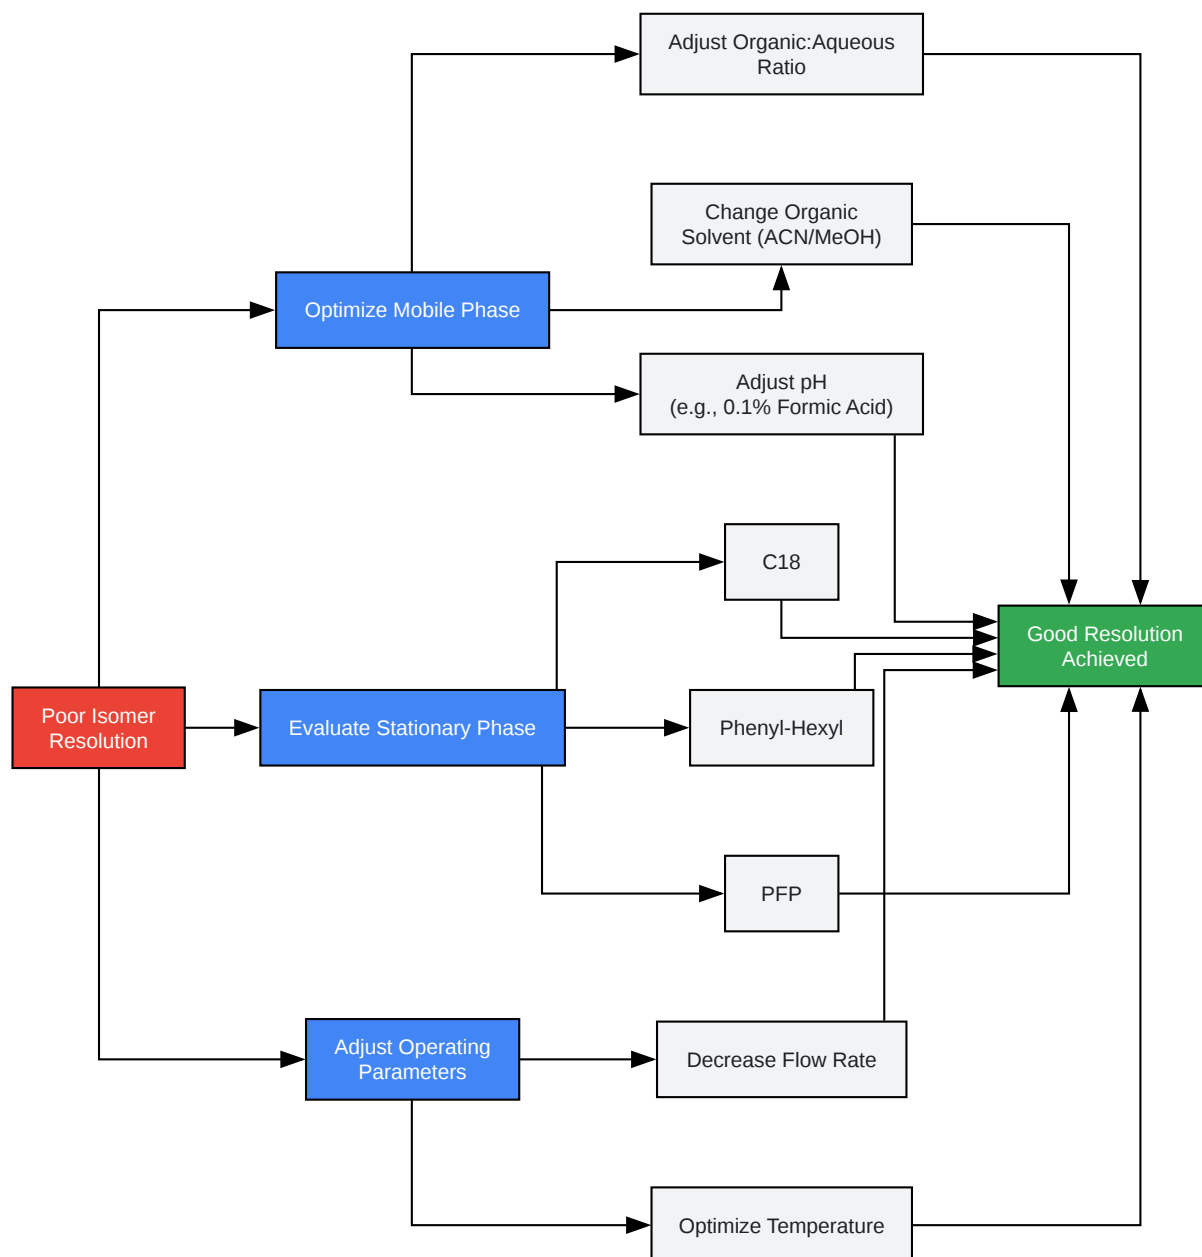 Adjust Organic:Aqueous
Ratio
Change Organic
Solvent (ACN/MeOH)
Optimize Mobile Phase
Adjust pH
(e.g., 0.1% Formic Acid)
C18
Good Resolution
Achieved
Poor Isomer
Resolution
Evaluate Stationary Phase
Phenyl-Hexyl
PFP
Adjust Operating
Parameters
Decrease Flow Rate
Optimize Temperature